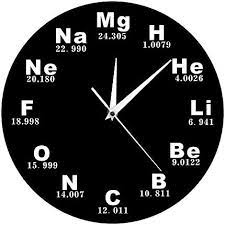 Mg
24.305
H
1.0079
He
4.0026
Li
6.941
Be
9.0122
B
10.811
C
12.011
N
14.007
O
15.999
F
18.998
Ne
20.180
Na
22.990